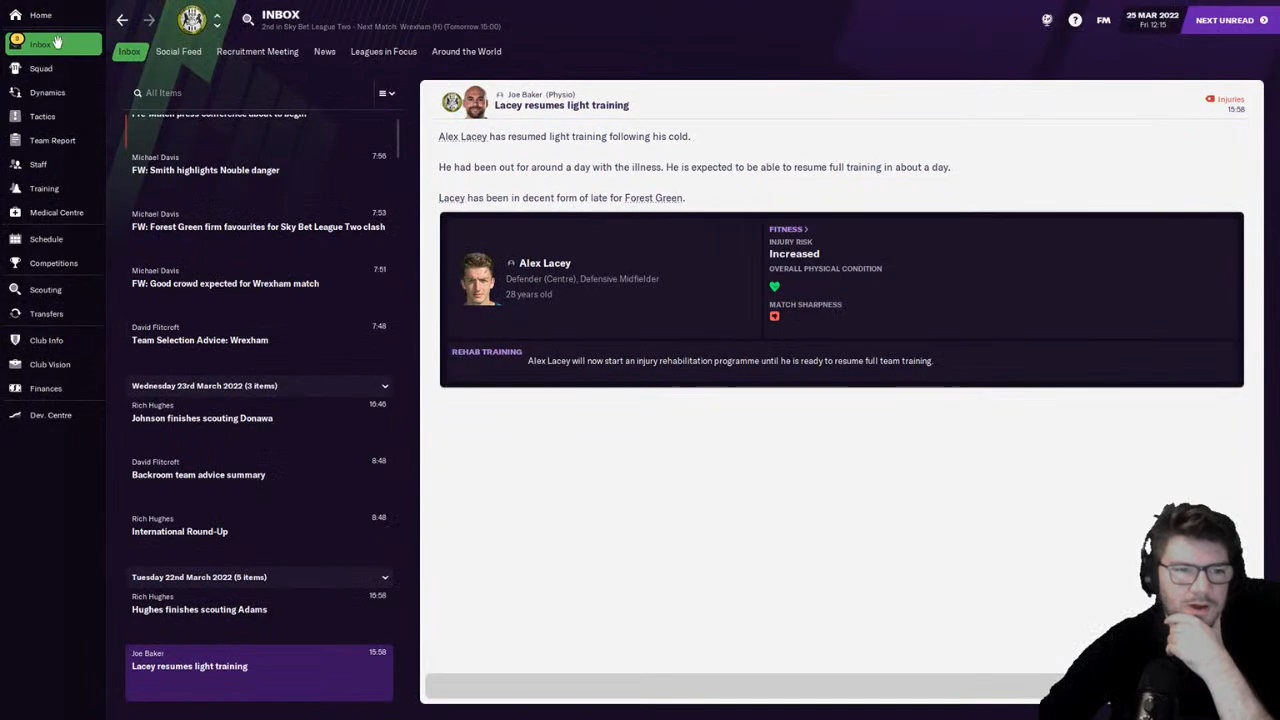 Home
3
Inbox
Squad
Dynamics
Tactics
Team Report
Staff
Training
Medical Centre
Schedule
Competitions
Scouting
Transfers
Club Info
Club Vision
Finances
Dev. Centre
INBOX
2nd in Sky Bet League Two - Next Match: Wrexham (H) (Tomorrow 15:00)
? FM
25 MAR 2022
Fri 12:15
NEXT UNREAD
Inbox Social Feed Recruitment Meeting News Leagues in Focus Around the World
All Items
Pre-Match press conference about to begin
Michael Davis 7:56
FW: Smith highlights Nouble danger
Michael Davis 7:53
FW: Forest Green firm favourites for Sky Bet League Two clash
Michael Davis 7:51
FW: Good crowd expected for Wrexham match
David Flitcroft 7:48
Team Selection Advice: Wrexham
Wednesday 23rd March 2022 (3 items)
Rich Hughes 16:46
Johnson finishes scouting Donawa
David Flitcroft 8:48
Backroom team advice summary
Rich Hughes 8:48
International Round-Up
Tuesday 22nd March 2022 (5 items)
Rich Hughes 16:58
Hughes finishes scouting Adams
Joe Baker 15:58
Lacey resumes light training
Joe Baker (Physio)
Lacey resumes light training
Injuries
15:58
Alex Lacey has resumed light training following his cold.
He had been out for around a day with the illness. He is expected to be able to resume full training in about a day.
Lacey has been in decent form of late for Forest Green.
Alex Lacey
Defender (Centre), Defensive Midfielder
28 years old
FITNESS >
INJURY RISK
Increased
OVERALL PHYSICAL CONDITION
MATCH SHARPNESS
REHAB TRAINING
Alex Lacey will now start an injury rehabilitation programme until he is ready to resume full team training.